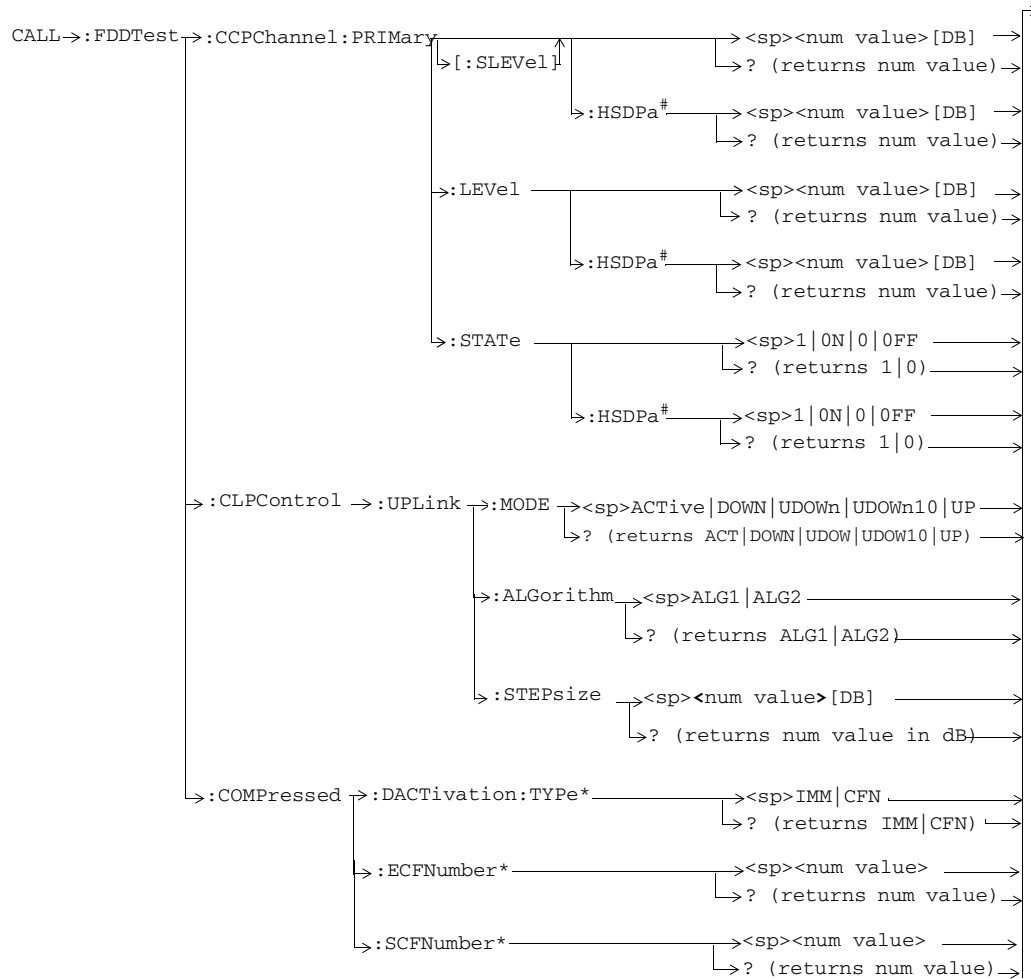 CALL:FDDTest:CCPChannel:PRIMary<sp><num value>[DB]
[:SLEVel]? (returns num value)
:HSDPa#<sp><num value>[DB]
? (returns num value)
:LEVel<sp><num value>[DB]
? (returns num value)
:HSDPa#<sp><num value>[DB]
? (returns num value)
:STATe<sp>1|0N|0|0FF
? (returns 1|0)
:HSDPa#<sp>1|0N|0|0FF
? (returns 1|0)
:CLPControl:UPLink:MODE<sp>ACTive|DOWN|UDOWn|UDOWn10|UP
? (returns ACT|DOWN|UDOW|UDOW10|UP)
:ALGorithm<sp>ALG1|ALG2
? (returns ALG1|ALG2)
:STEPsize<sp><num value>[DB]
? (returns num value in dB)
:COMPressed:DACTivation:TYPe*<sp>IMM|CFN
? (returns IMM|CFN)
:ECFNumber*<sp><num value>
? (returns num value)
:SCFNumber*<sp><num value>
? (returns num value)